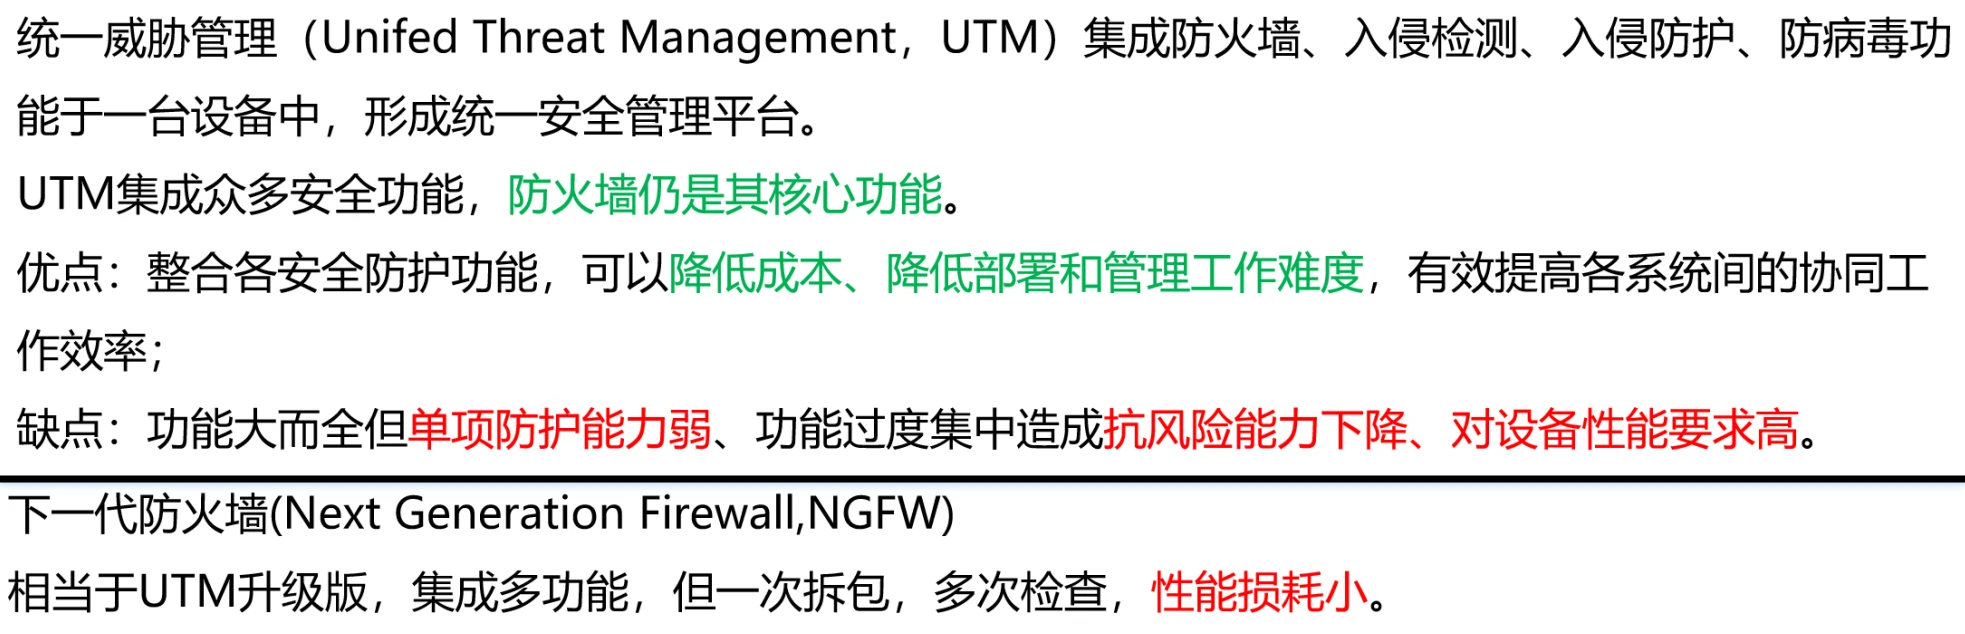 统一威胁管理（Unifed Threat Management，UTM）集成防火墙、入侵检测、入侵防护、防病毒功
能于一台设备中，形成统一安全管理平台。
UTM集成众多安全功能，防火墙仍是其核心功能。
优点：整合各安全防护功能，可以降低成本、降低部署和管理工作难度，有效提高各系统间的协同工
作效率；
缺点：功能大而全但单项防护能力弱、功能过度集中造成抗风险能力下降、对设备性能要求高。
下一代防火墙(Next Generation Firewall,NGFW)
相当于UTM升级版，集成多功能，但一次拆包，多次检查，性能损耗小。